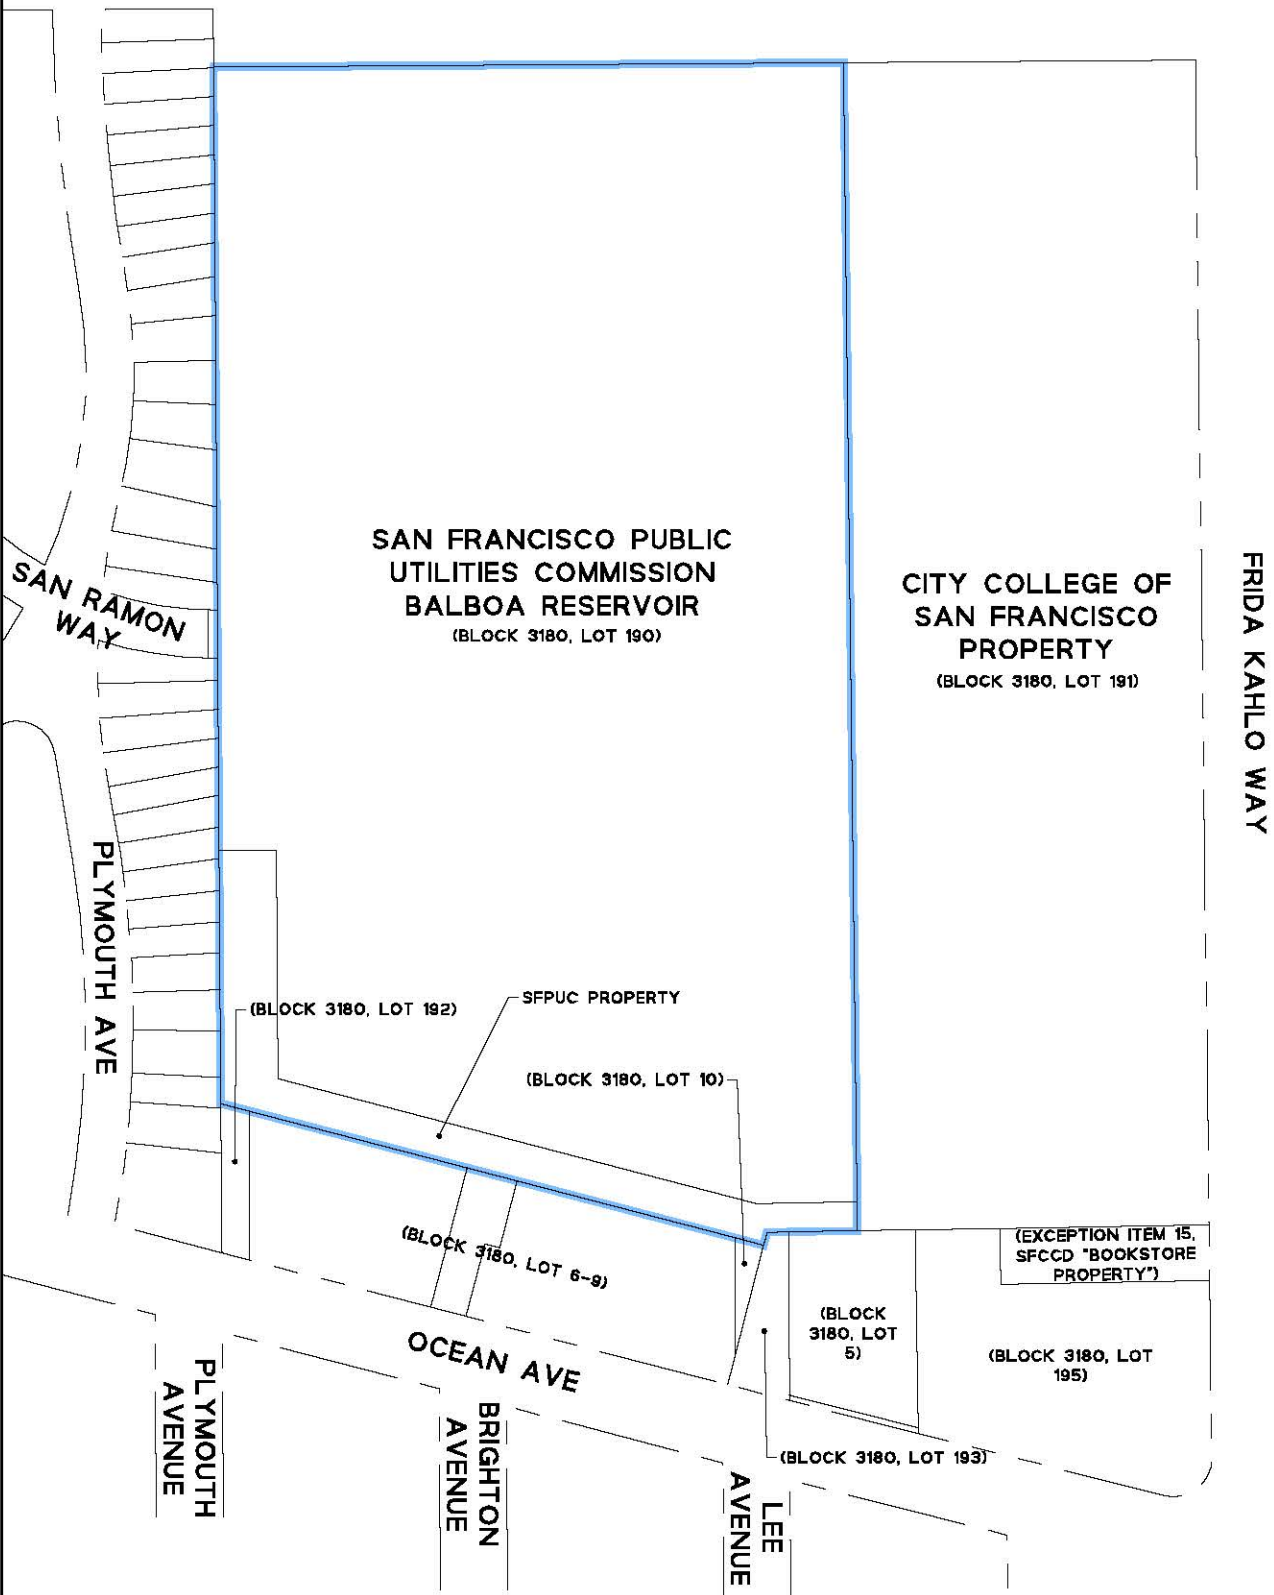 SAN FRANCISCO PUBLIC
UTILITIES COMMISSION
BALBOA RESERVOIR
(BLOCK 3180, LOT 190)
CITY COLLEGE OF
SAN FRANCISCO
PROPERTY
(BLOCK 3180, LOT 191)
FRIDA KAHLO WAY
SAN RAMON
WAY
PLYMOUTH AVE
(BLOCK 3180, LOT 192)
SFPUC PROPERTY
(BLOCK 3180, LOT 10)
(BLOCK 3180, LOT 6-9)
(EXCEPTION ITEM 15,
SFCCD "BOOKSTORE
PROPERTY")
(BLOCK
3180, LOT
5)
(BLOCK 3180, LOT
195)
OCEAN AVE
(BLOCK 3180, LOT 193)
PLYMOUTH
AVENUE
BRIGHTON
AVENUE
LEE
AVENUE